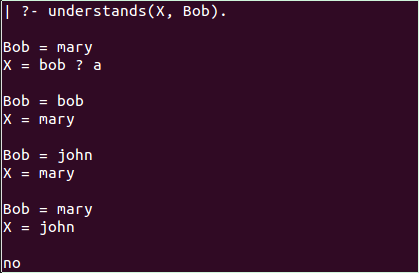 | ?- understands(X, Bob).
Bob = mary
X = bob ? a
Bob = bob
X = mary
Bob = john
X = mary
Bob = mary
X = john
no